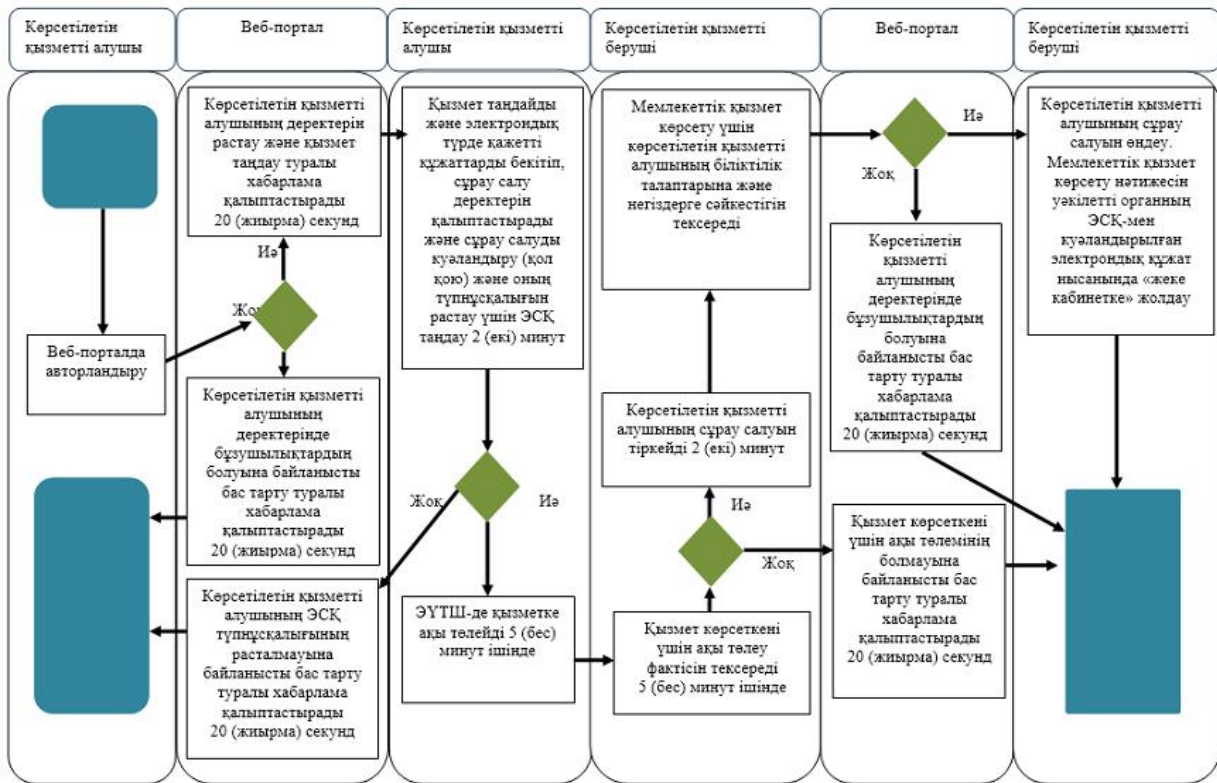 Көрсетілетін
қызметті алушы
Веб-портал
Көрсетілетін қызметті
алушы
Көрсетілетін қызметті
беруші
Веб-портал
Көрсетілетін қызметті
беруші
Веб-порталда
авторландыру
Көрсетілетін қызметті
алушының деректерін
растау және қызмет
таңдау туралы
хабарлама
қалыптастырады
20 (жиырма) секунд
Иә
Жоқ
Көрсетілетін қызметті
алушының
деректерінде
бұзушылықтардың
болуына байланысты
бас тарту туралы
хабарлама
қалыптастырады
20 (жиырма) секунд
Көрсетілетін қызметті
алушының ЭСҚ
түпнұсқалығының
расталмауына
байланысты бас тарту
туралы хабарлама
қалыптастырады
20 (жиырма) секунд
Қызмет таңдайды
және электрондық
түрде қажетті
құжаттарды бекітіп,
сұрау салу
деректерін
қалыптастырады
және сұрау салуды
куәландыру (қол
қою) және оның
түпнұсқалығын
растау үшін ЭСҚ
таңдау 2 (екі) минут
Жоқ
Иә
ЭҮТШ-де қызметке
ақы төлейді 5 (бес)
минут ішінде
Мемлекеттік қызмет
көрсету үшін
көрсетілетін қызметті
алушының біліктілік
талаптарына және
негіздерге сәйкестігін
тексереді
Көрсетілетін қызметті
алушының сұрау салуын
тіркейді 2 (екі) минут
Иә
Жоқ
Қызмет көрсеткені
үшін ақы төлеу
фактісін тексереді
5 (бес) минут ішінде
Иә
Жоқ
Көрсетілетін
қызметті
алушының
деректерінде
бұзушылықтардың
болуына
байланысты бас
тарту туралы
хабарлама
қалыптастырады
20 (жиырма) секунд
Қызмет көрсеткені
үшін ақы төлемінің
болмауына
байланысты бас
тарту туралы
хабарлама
қалыптастырады
20 (жиырма) секунд
Көрсетілетін қызметті
алушының сұрау
салуын өңдеу.
Мемлекеттік қызмет
көрсету нәтижесін
уәкілетті органның
ЭСҚ-мен
куәландырылған
электрондық құжат
нысанында «жеке
кабинетке» жолдау